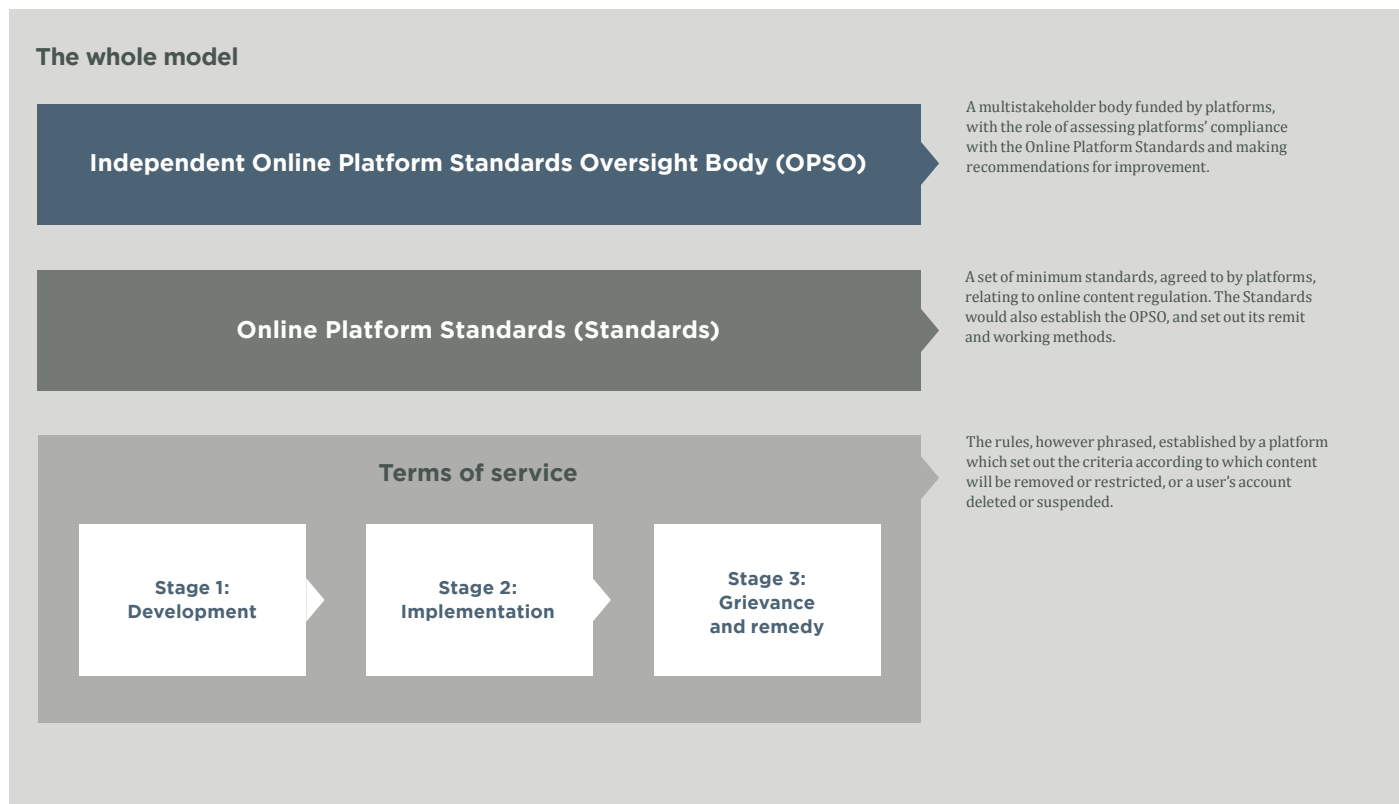 The whole model
Independent Online Platform Standards Oversight Body (OPSO)
A multistakeholder body funded by platforms,
with the role of assessing platforms’ compliance
with the Online Platform Standards and making
recommendations for improvement.
Online Platform Standards (Standards)
A set of minimum standards, agreed to by platforms,
relating to online content regulation. The Standards
would also establish the OPSO, and set out its remit
and working methods.
Terms of service
The rules, however phrased, established by a platform
which set out the criteria according to which content
will be removed or restricted, or a user’s account
deleted or suspended.
Stage 1:
Development
Stage 2:
Implementation
Stage 3:
Grievance
and remedy